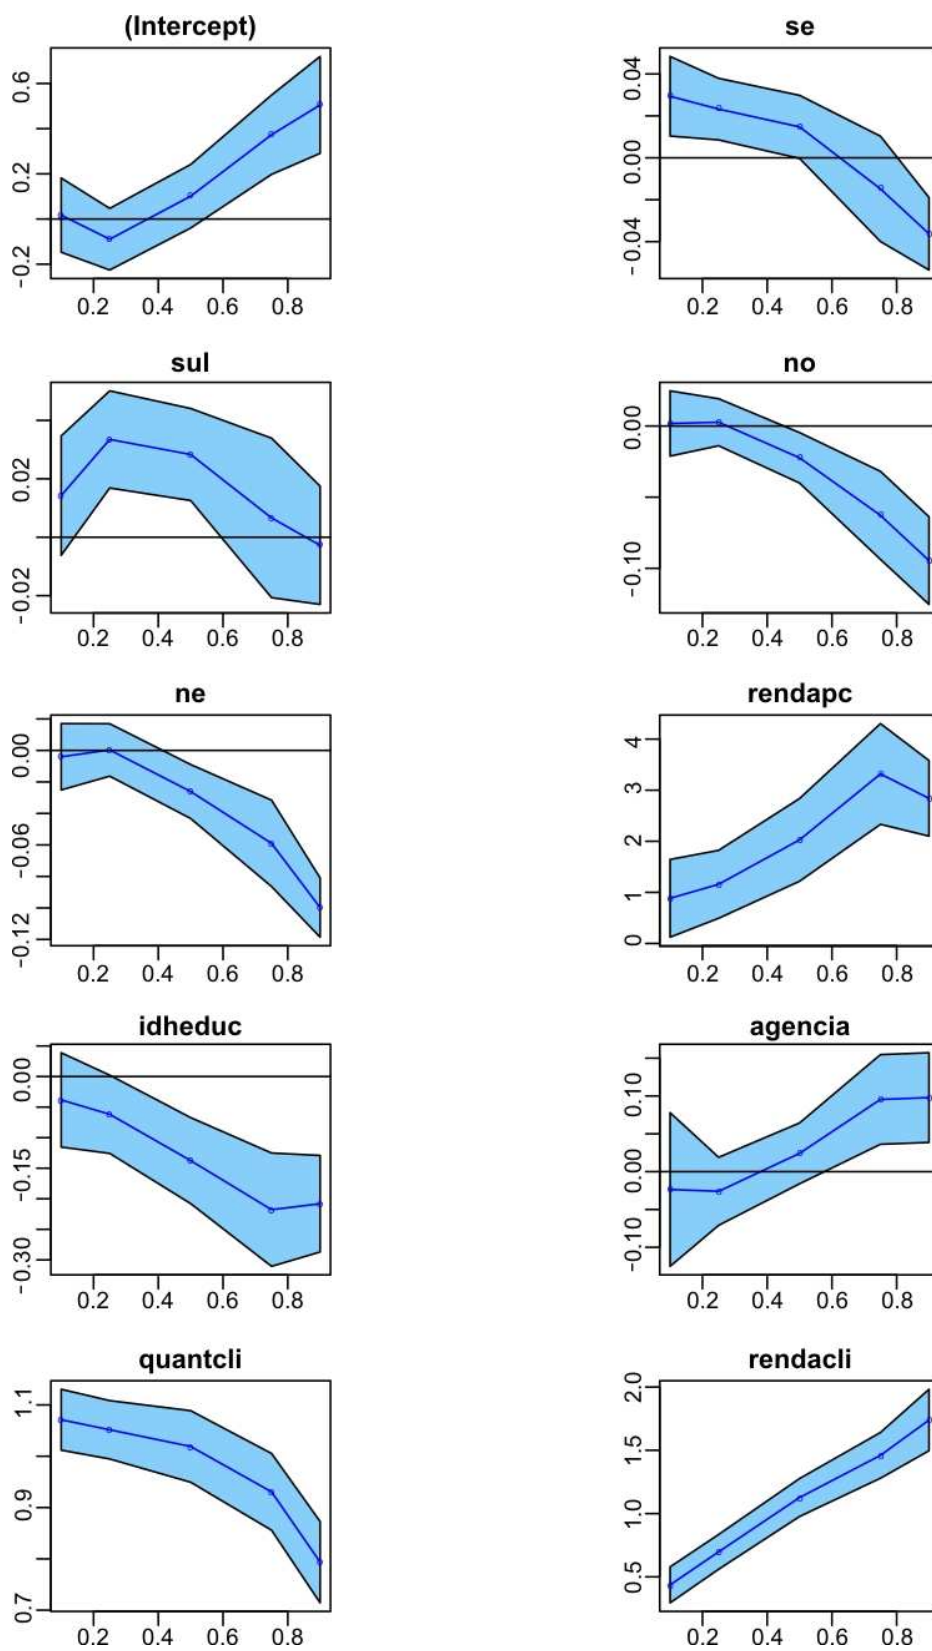 (Intercept)
0.6
0.2
-0.2
0.2 0.4 0.6 0.8
se
0.04
0.00
-0.04
0.2 0.4 0.6 0.8
sul
0.02
-0.02
0.2 0.4 0.6 0.8
no
0.00
-0.10
0.2 0.4 0.6 0.8
ne
0.00
-0.06
-0.12
0.2 0.4 0.6 0.8
rendapc
4
3
2
1
0
0.2 0.4 0.6 0.8
idheduc
0.00
-0.15
-0.30
0.2 0.4 0.6 0.8
agencia
0.10
0.00
-0.10
0.2 0.4 0.6 0.8
quantcli
1.1
0.9
0.7
0.2 0.4 0.6 0.8
rendacli
2.0
1.5
1.0
0.5
0.2 0.4 0.6 0.8